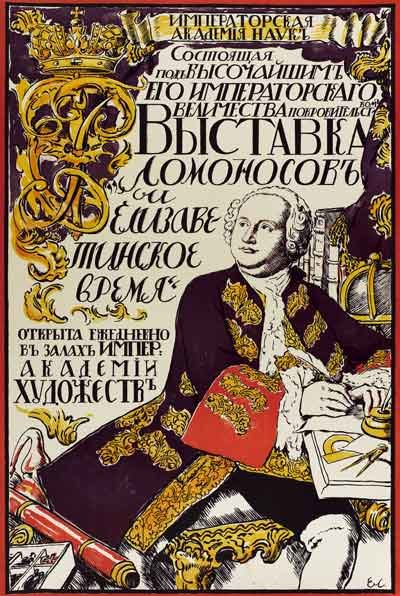 ИМПЕРАТОРСКАЯ
АКАДЕМІЯ НАУКЪ
СОСТОЯЩАЯ
ПОДЪ ВЫСОЧАЙШИМЪ
ЕГО ИМПЕРАТОРСКАГО
ВЕЛИЧЕСТВА ПОКРОВИТЕЛЬСТВОМЪ
ВЫСТАВКА
„ЛОМОНОСОВЪ
и
ЕЛИЗАВЕ
ТИНСКОЕ
ВРЕМЯ“
ОТКРЫТА ЕЖЕДНЕВНО
ВЪ ЗАЛАХЪ ИМПЕР:
АКАДЕМІИ
ХУДОЖЕСТВЪ
Е.С.